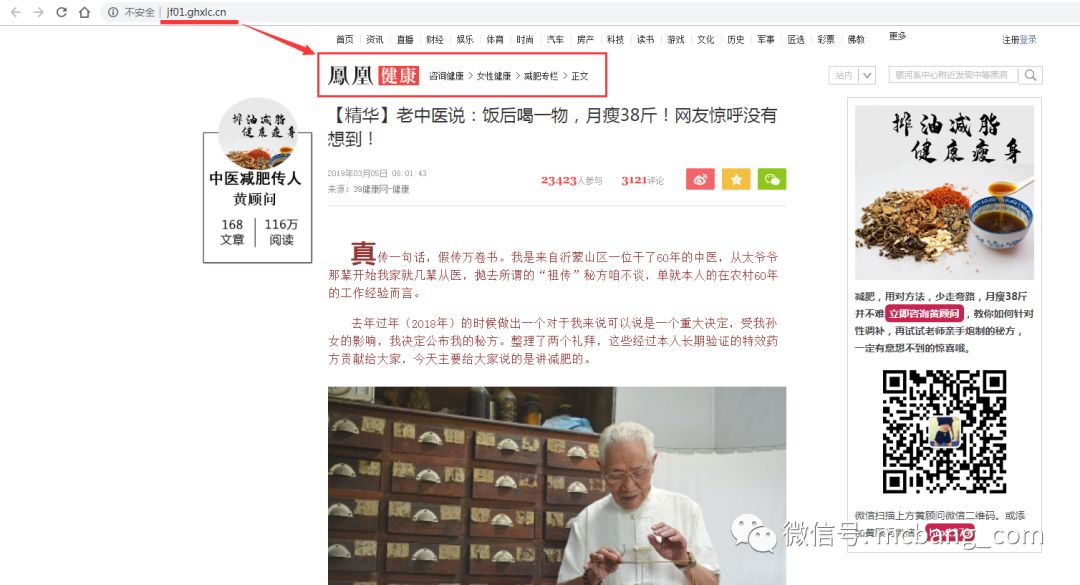 不安全 jf01.ghxlc.cn
首页 资讯 直播 财经 娱乐 体育 时尚 汽车 房产 科技 读书 游戏 文化 历史 军事 匠选 彩票 佛教 更多 注册登录
鳳凰 健康 咨询健康 > 女性健康 > 减肥专栏 > 正文
站内
银河系中心附近发现中等黑洞
【精华】老中医说：饭后喝一物，月瘦38斤！网友惊呼没有
想到！
2019年03月05日 08:01:43
来源：39健康网-健康
23423人参与 3121评论
排油减脂
健康瘦身
中医减肥传人
黄顾问
168 116万
文章 阅读
真传一句话，假传万卷书。我是来自沂蒙山区一位干了60年的中医，从太爷爷
那辈开始我家就几辈从医，抛去所谓的“祖传”秘方咱不谈，单就本人的在农村60年
的工作经验而言。
去年过年（2018年）的时候做出一个对于我来说可以说是一个重大决定，受我孙
女的影响，我决定公布我的秘方。整理了两个礼拜，这些经过本人长期验证的特效药
方贡献给大家，今天主要给大家说的是讲减肥的。
排油减脂
健康瘦身
减肥，用对方法，少走弯路，月瘦38斤
并不难 立即咨询黄顾问 ，教你如何针对
性调补，再试试老师亲手炮制的秘方，
一定有意想不到的惊喜哦。
微信扫描上方黄顾问微信二维码。或添
微信号: mcbang_com